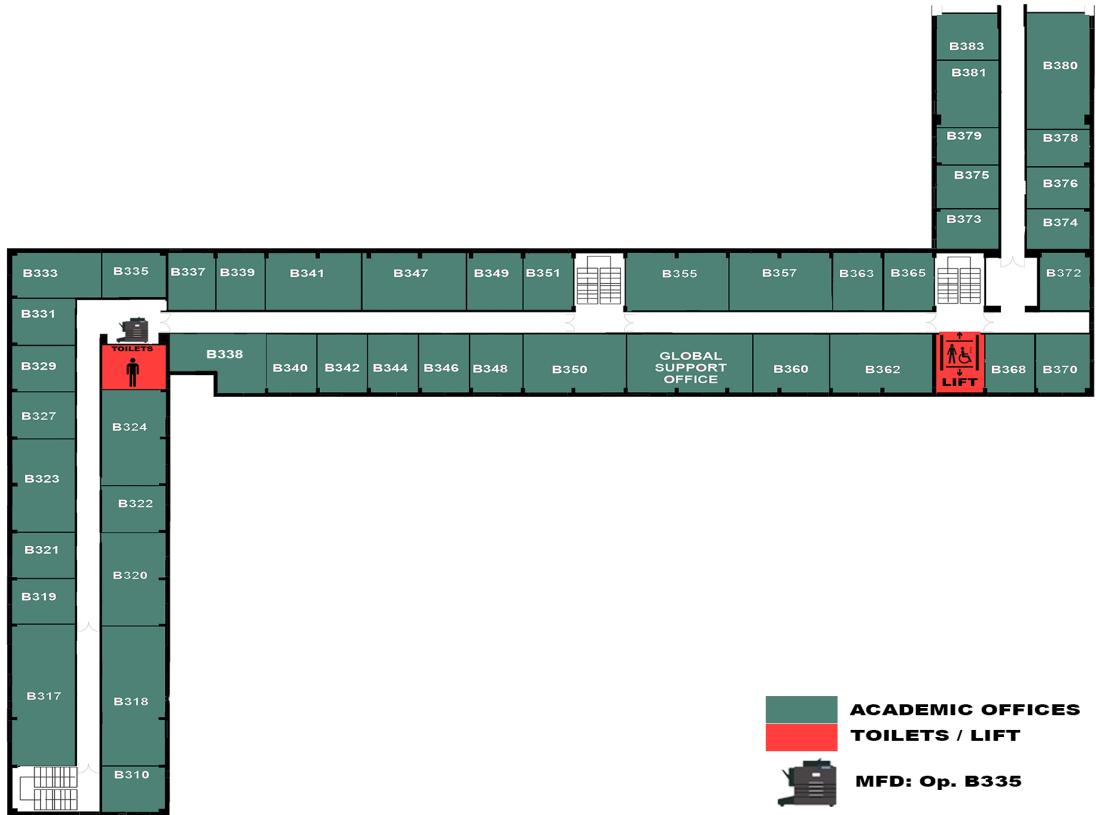 B383
B380
B381
B379
B378
B375
B376
B373
B374
B333
B335
B337
B339
B341
B347
B349
B351
B355
B357
B363
B365
B372
B331
TOILETS
B338
B329
B340
B342
B344
B346
B348
B350
GLOBAL
SUPPORT
OFFICE
B360
B362
LIFT
B368
B370
B327
B324
B323
B322
B321
B320
B319
B317
B318
B310
ACADEMIC OFFICES
TOILETS / LIFT
MFD: Op. B335